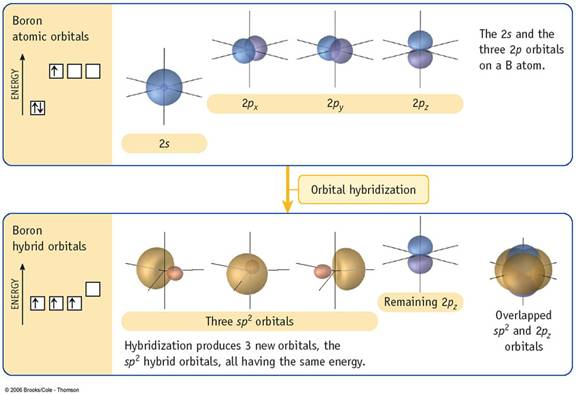 Boron
atomic orbitals
ENERGY
2s
2px
2py
2pz
The 2s and the
three 2p orbitals
on a B atom.
Orbital hybridization
Boron
hybrid orbitals
ENERGY
Three sp² orbitals
Remaining 2pz
Overlapped
sp² and 2pz
orbitals
Hybridization produces 3 new orbitals, the
sp² hybrid orbitals, all having the same energy.
© 2006 Brooks/Cole - Thomson